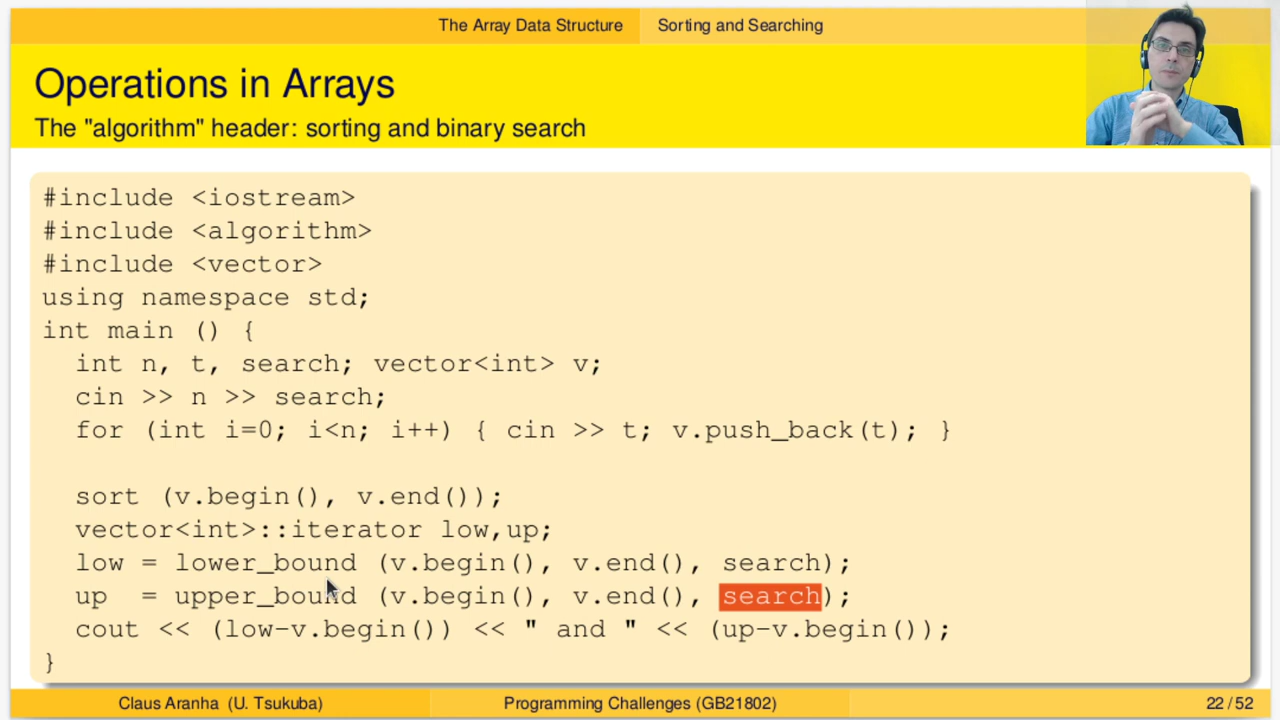 The Array Data Structure Sorting and Searching
Operations in Arrays
The "algorithm" header: sorting and binary search
#include <iostream>
#include <algorithm>
#include <vector>
using namespace std;
int main () {
  int n, t, search; vector<int> v;
  cin >> n >> search;
  for (int i=0; i<n; i++) { cin >> t; v.push_back(t); }
  sort (v.begin(), v.end());
  vector<int>::iterator low,up;
  low = lower_bound (v.begin(), v.end(), search);
  up  = upper_bound (v.begin(), v.end(), search);
  cout << (low-v.begin()) << " and " << (up-v.begin());
}
Claus Aranha (U. Tsukuba) Programming Challenges (GB21802) 22 / 52